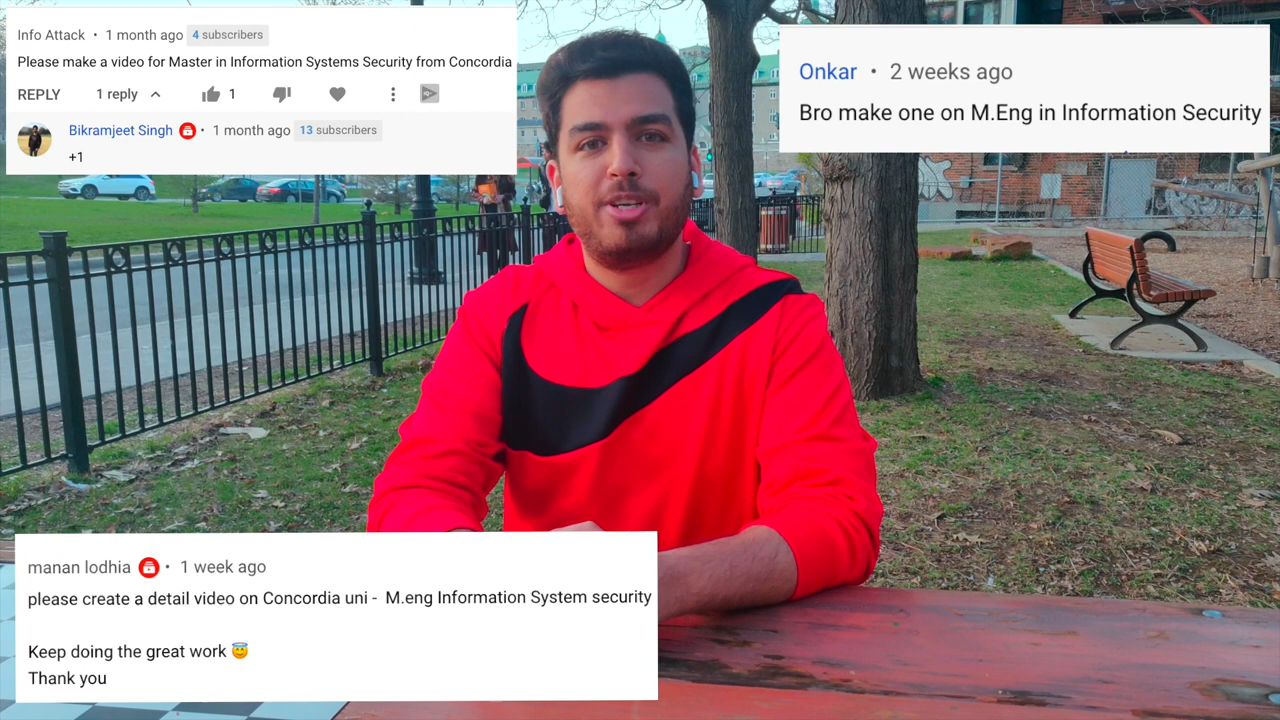 Info Attack • 1 month ago 4 subscribers
Please make a video for Master in Information Systems Security from Concordia
REPLY 1 reply 1
Bikramjeet Singh • 1 month ago 13 subscribers
+1
Onkar • 2 weeks ago
Bro make one on M.Eng in Information Security
manan lodhia • 1 week ago
please create a detail video on Concordia uni - M.eng Information System security
Keep doing the great work 😇
Thank you